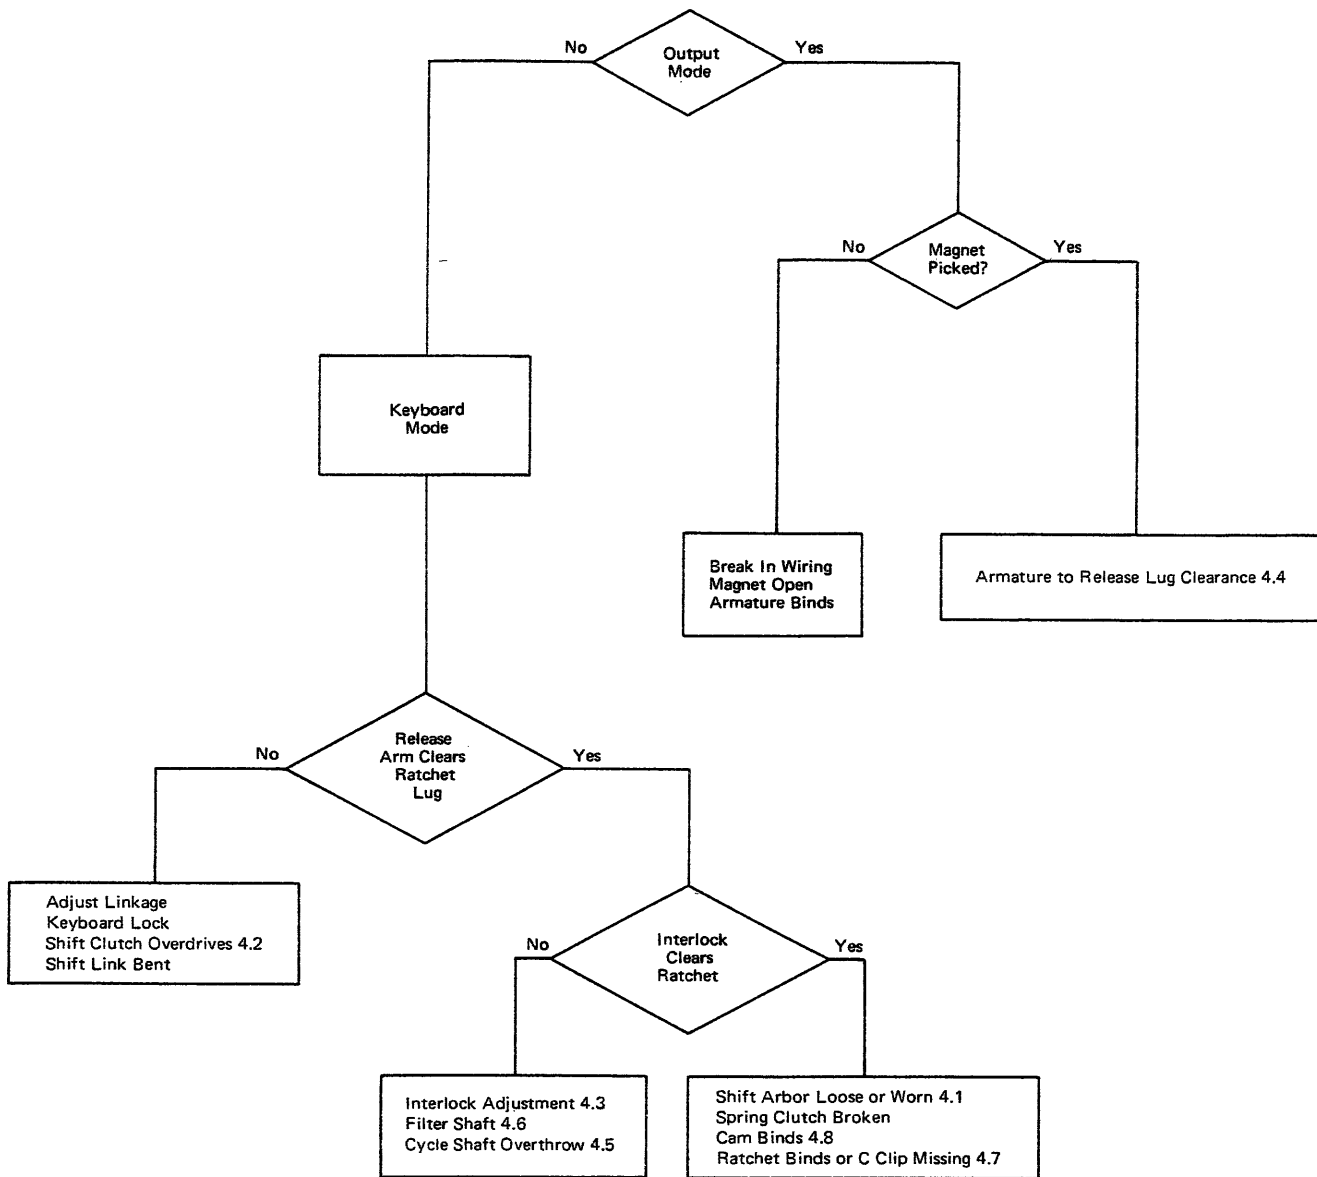 No
Output
Mode
Yes
No
Magnet
Picked?
Yes
Keyboard
Mode
Break In Wiring
Magnet Open
Armature Binds
Armature to Release Lug Clearance 4.4
No
Release
Arm Clears
Ratchet
Lug
Yes
Adjust Linkage
Keyboard Lock
Shift Clutch Overdrives 4.2
Shift Link Bent
No
Interlock
Clears
Ratchet
Yes
Interlock Adjustment 4.3
Filter Shaft 4.6
Cycle Shaft Overthrow 4.5
Shift Arbor Loose or Worn 4.1
Spring Clutch Broken
Cam Binds 4.8
Ratchet Binds or C Clip Missing 4.7